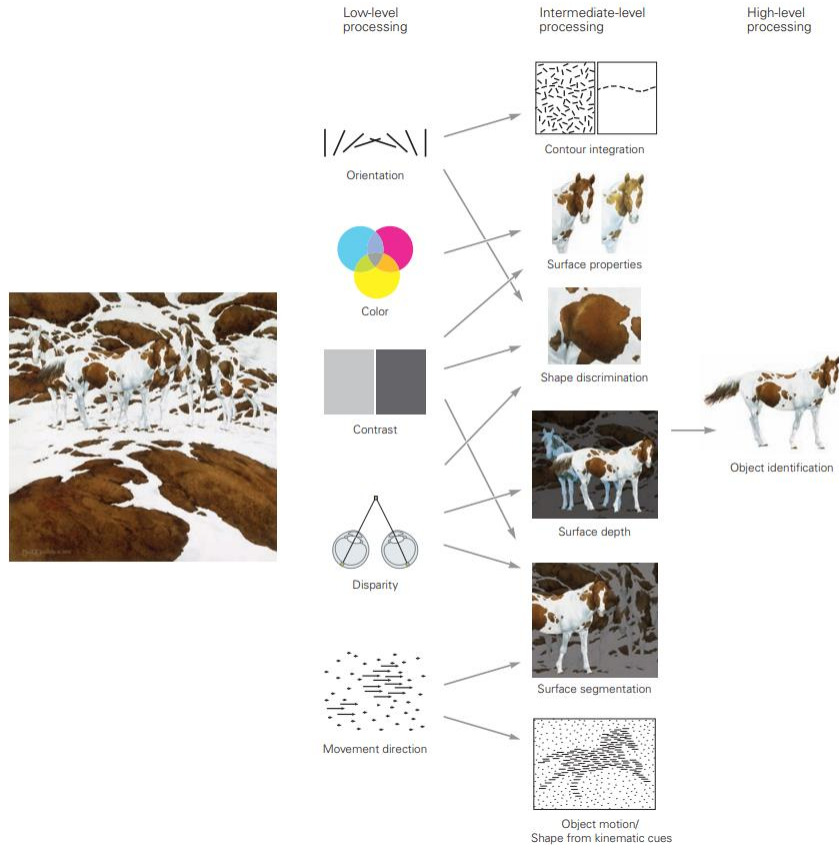 Low-level
processing
Intermediate-level
processing
High-level
processing
Orientation
Color
Contrast
Disparity
Movement direction
Contour integration
Surface properties
Shape discrimination
Surface depth
Surface segmentation
Object motion/
Shape from kinematic cues
Object identification